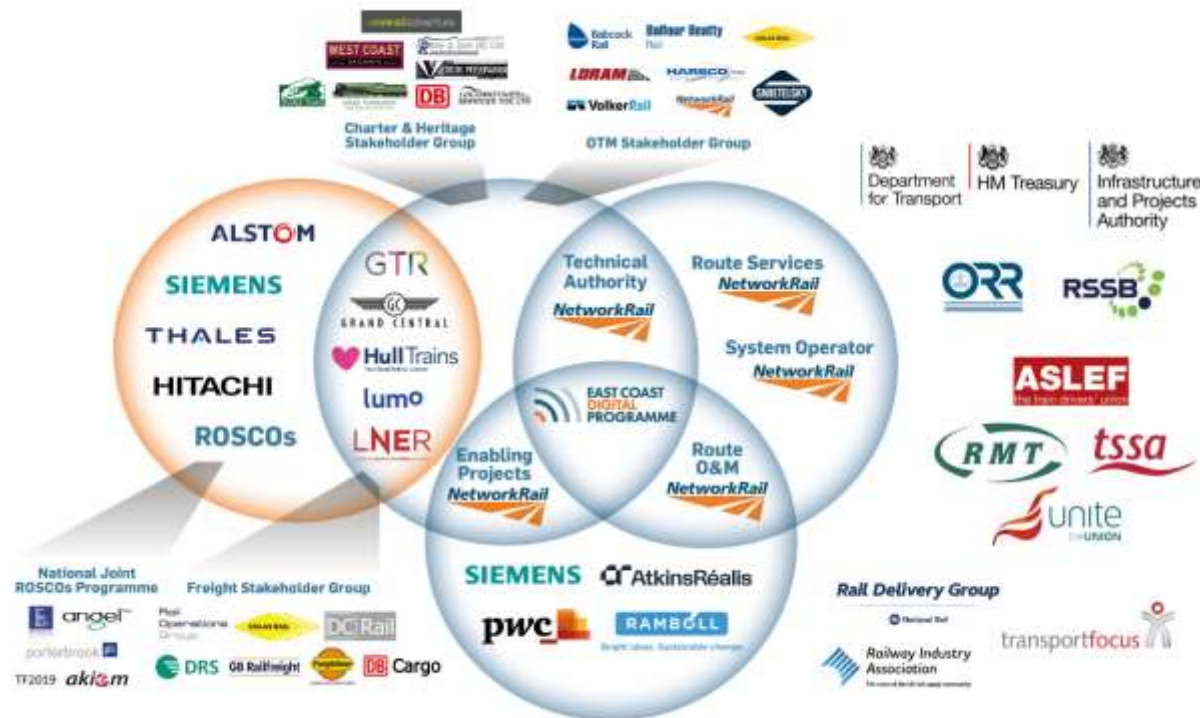 WEST COAST
DB
Babcock
Rail
Balfour Beatty
Rail
LORAM
HARSCO
VolkerRail
NetworkRail
Charter & Heritage
Stakeholder Group
OTM Stakeholder Group
Department
for Transport
HM Treasury
Infrastructure
and Projects
Authority
ALSTOM
SIEMENS
THALES
HITACHI
ROSCOs
GTR
GC
GRAND CENTRAL
Hull Trains
lumo
LNER
Technical
Authority
NetworkRail
Route Services
NetworkRail
System Operator
NetworkRail
EAST COAST
DIGITAL
PROGRAMME
Enabling
Projects
NetworkRail
Route
O&M
NetworkRail
ORR
RSSB
ASLEF
the train drivers' union
RMT
tssa
unite
the UNION
National Joint
ROSCOs Programme
E
angel
porterbrook
TF2019
akiem
Freight Stakeholder Group
Rail
Operations
Group
COLAS RAIL
DC Rail
DRS
GB Railfreight
Freightliner
DB Cargo
SIEMENS
AtkinsRéalis
pwc
RAMBOLL
Bright ideas. Sustainable change.
Rail Delivery Group
National Rail
Railway Industry
Association
transportfocus